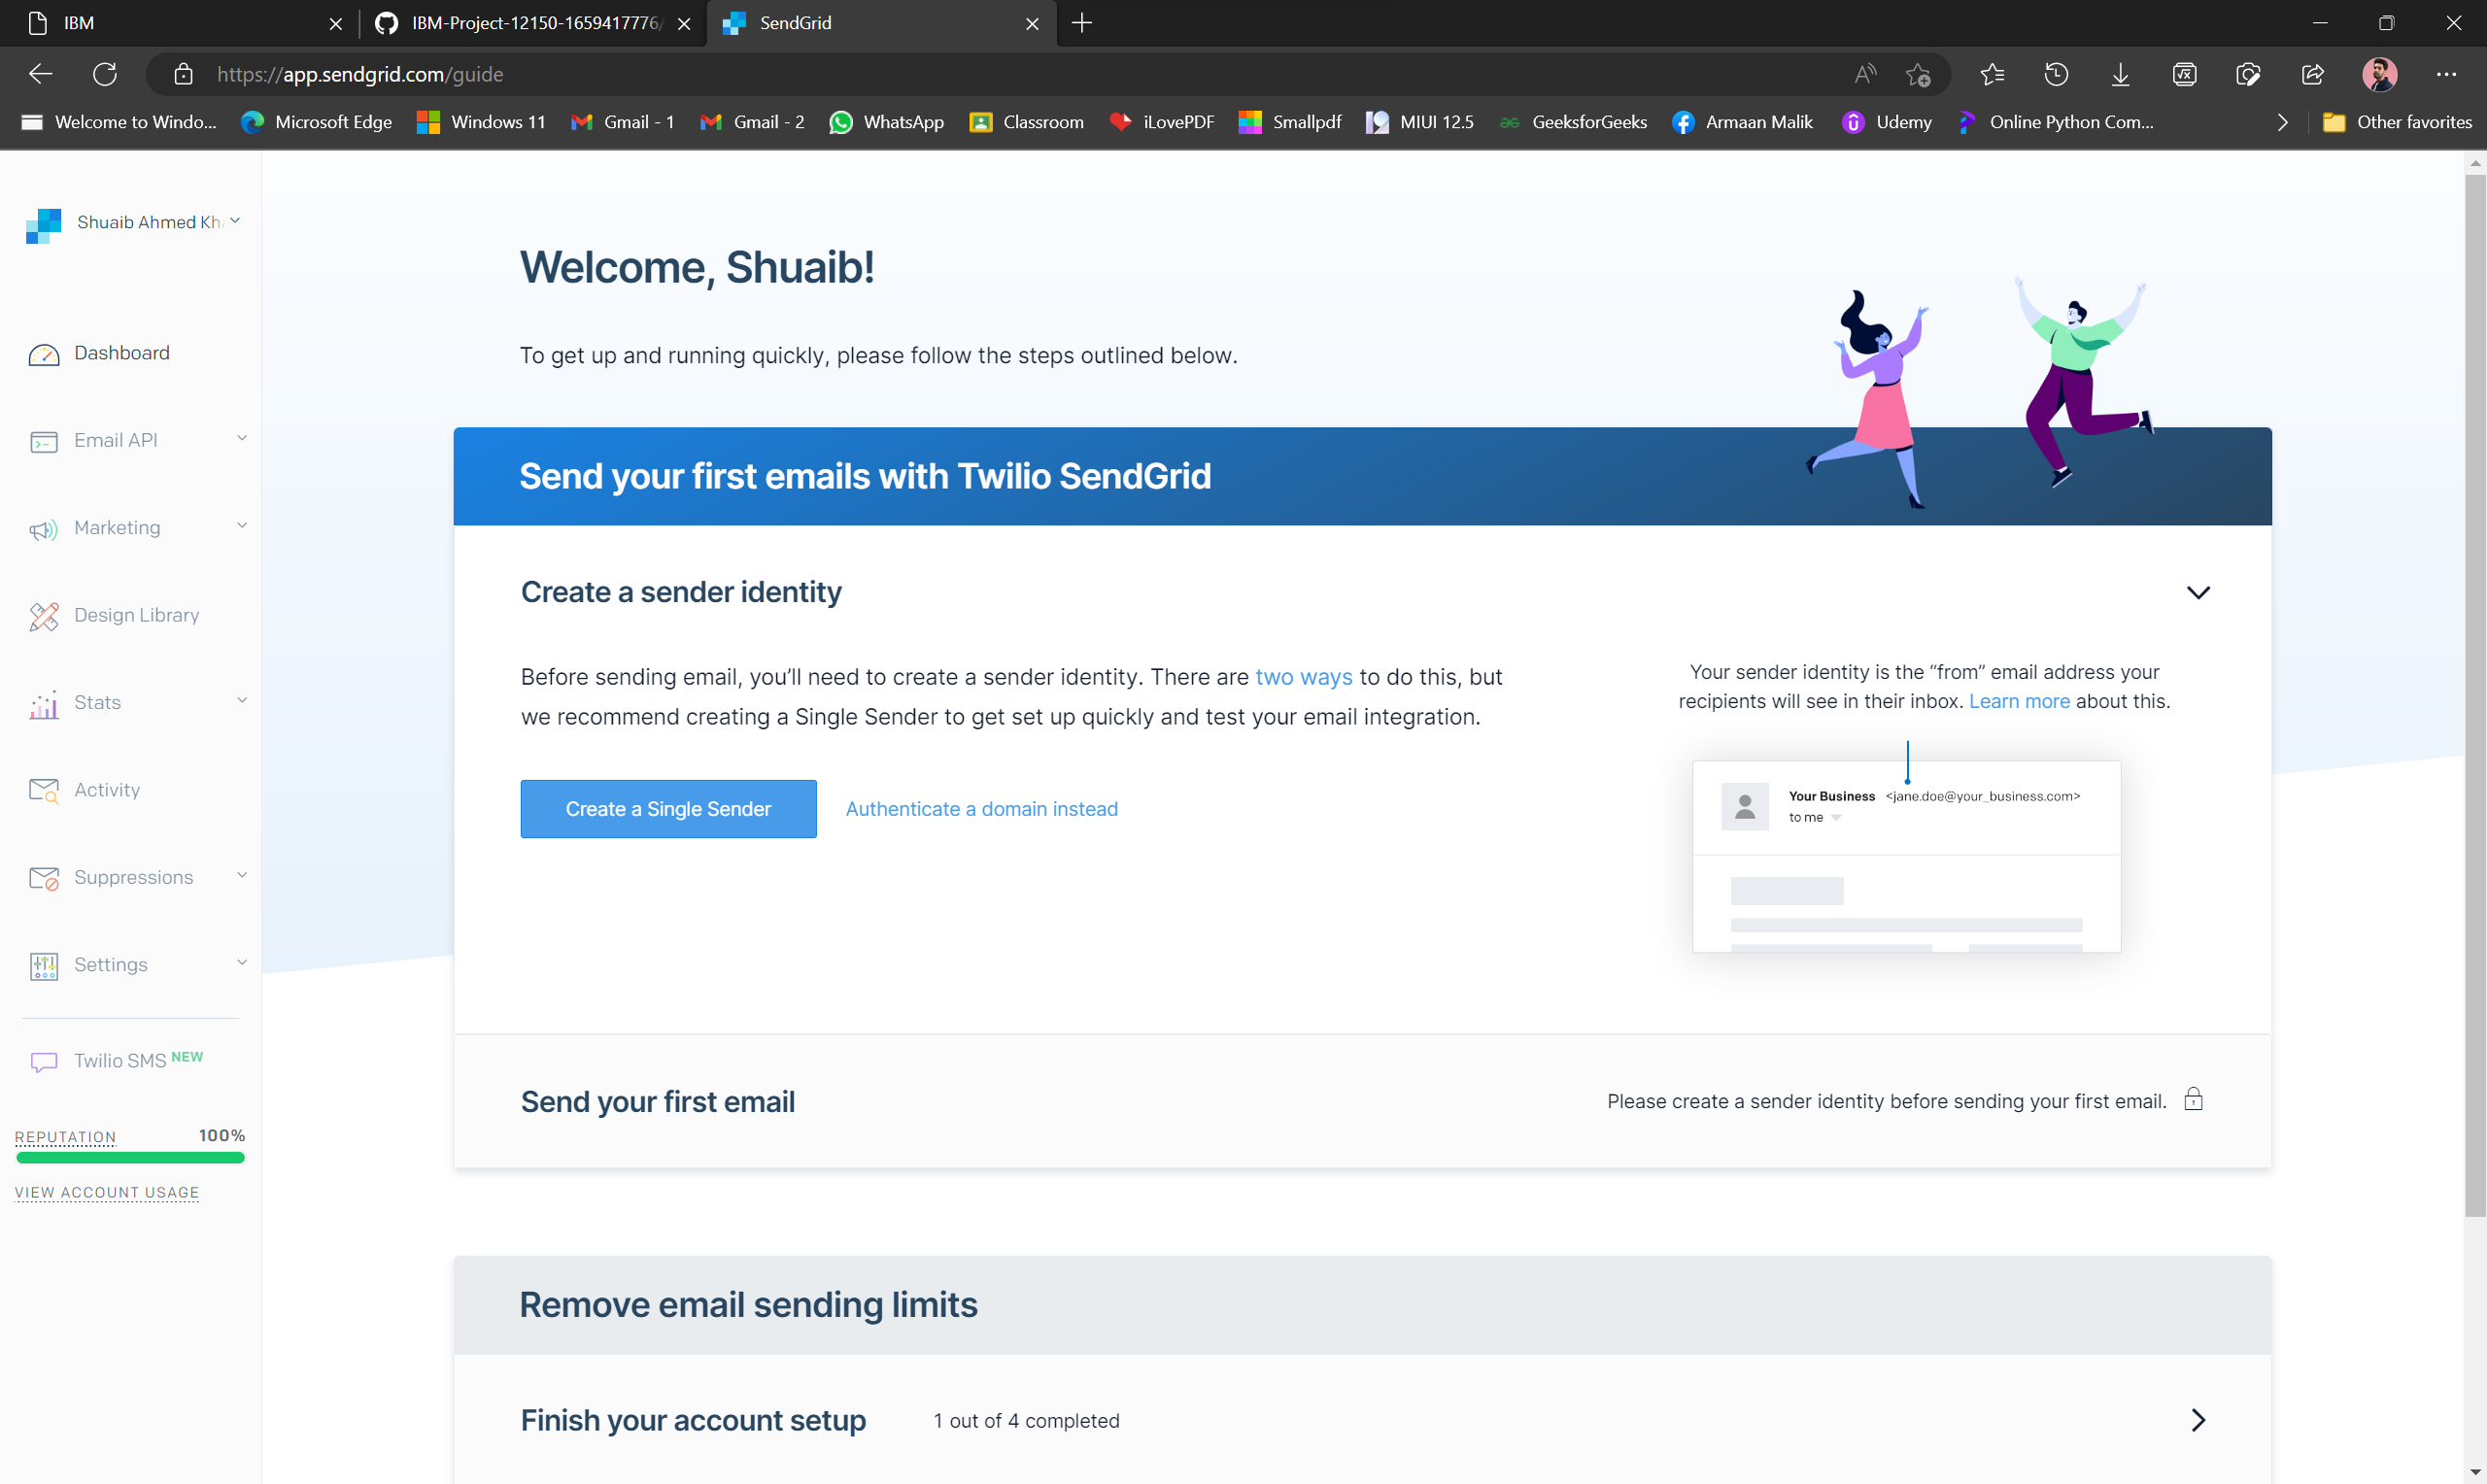 IBM
IBM-Project-12150-1659417776/
SendGrid
https://app.sendgrid.com/guide
Welcome to Windo...
Microsoft Edge
Windows 11
Gmail - 1
Gmail - 2
WhatsApp
Classroom
iLovePDF
Smallpdf
MIUI 12.5
GeeksforGeeks
Armaan Malik
Udemy
Online Python Com...
Other favorites
Shuaib Ahmed Kh
Dashboard
Email API
Marketing
Design Library
Stats
Activity
Suppressions
Settings
Twilio SMS NEW
REPUTATION 100%
VIEW ACCOUNT USAGE
Welcome, Shuaib!
To get up and running quickly, please follow the steps outlined below.
Send your first emails with Twilio SendGrid
Create a sender identity
Before sending email, you’ll need to create a sender identity. There are two ways to do this, but
we recommend creating a Single Sender to get set up quickly and test your email integration.
Create a Single Sender
Authenticate a domain instead
Your sender identity is the “from” email address your
recipients will see in their inbox. Learn more about this.
Your Business <jane.doe@your_business.com>
to me
Send your first email
Please create a sender identity before sending your first email.
Remove email sending limits
Finish your account setup
1 out of 4 completed